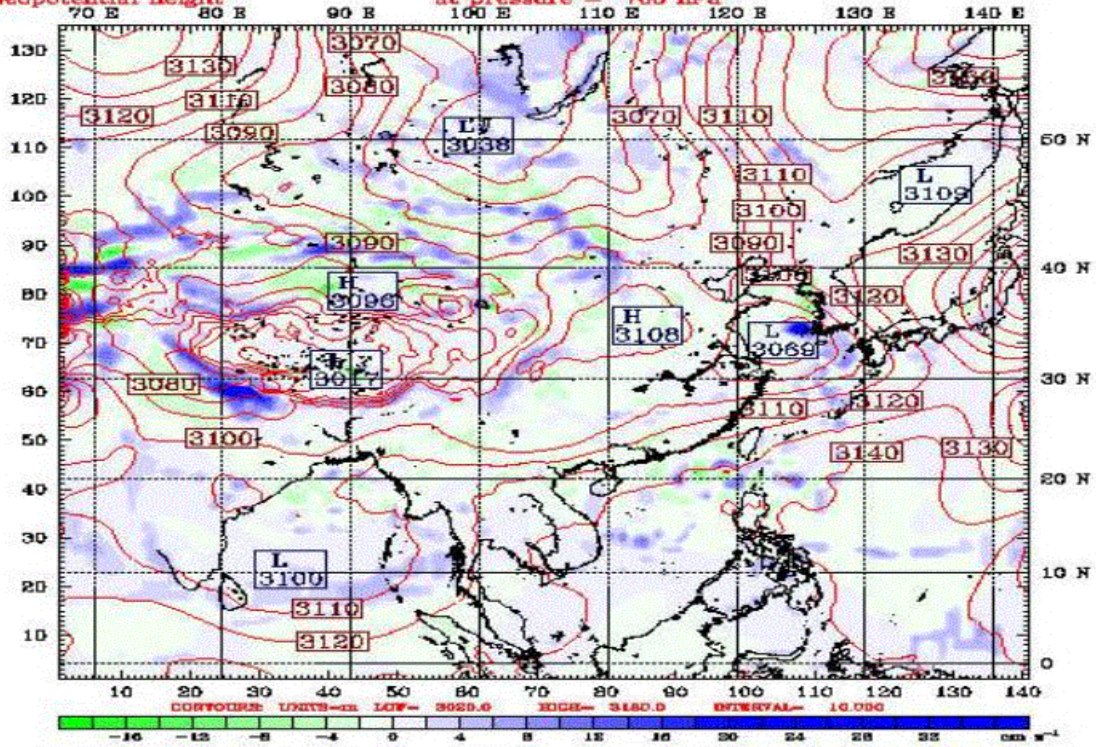 Geopotential Height at pressure = 700 hPa
70 E 80 E 90 E 100 E 110 E 120 E 130 E 140 E
130
3070
3130
3080
120
3110
3120
3070
3110
3090
110
L
3038
50 N
3110
L
3109
100
3100
90
3090
3090
3130
40 N
80
H
3096
3120
70
H
3108
L
3069
60
3080
30 N
3110
3120
50
3100
3140
3130
40
20 N
30
L
3100
10 N
20
3110
3120
10
0
10 20 30 40 50 60 70 80 90 100 110 120 130 140
CONTOURS: UNITS=m LOW= 3020.0 HIGH= 3180.0 INTERVAL= 10.000
-16 -12 -8 -4 0 4 8 12 16 20 24 28 32 cm s⁻¹